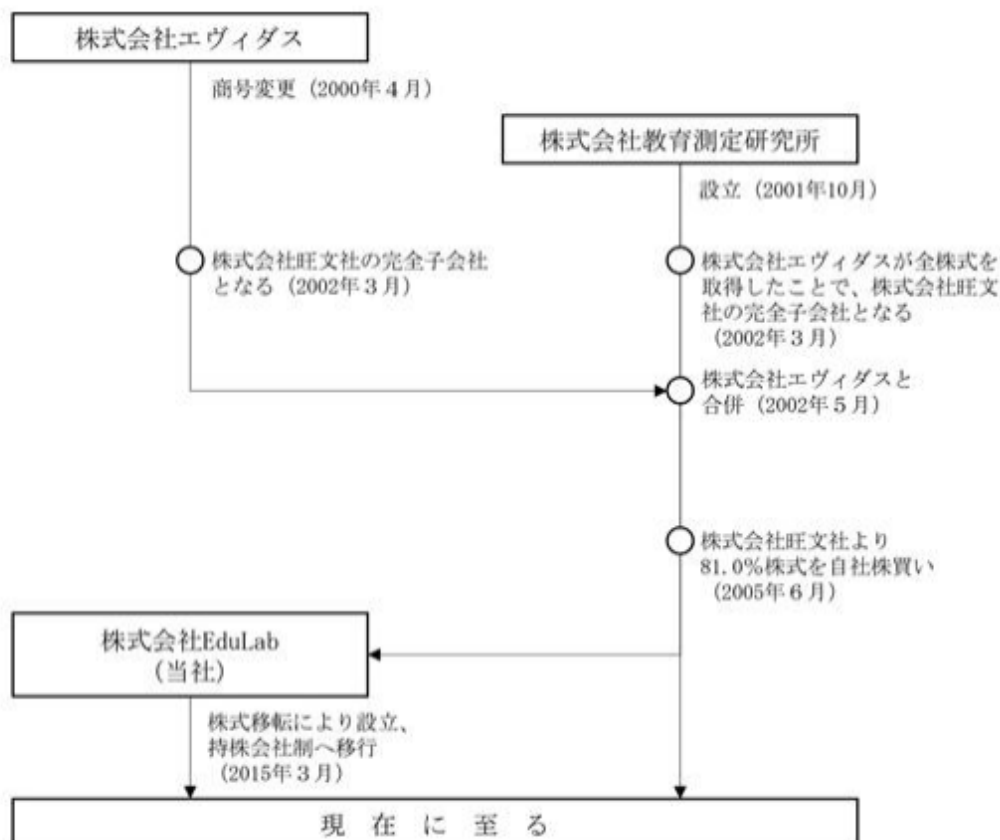 株式会社エヴィダス
商号変更（2000年４月）
株式会社教育測定研究所
設立（2001年10月）
株式会社旺文社の完全子会社
となる（2002年３月）
株式会社エヴィダスが全株式を
取得したことで、株式会社旺文
社の完全子会社となる
（2002年３月）
株式会社エヴィダスと
合併（2002年５月）
株式会社旺文社より
81.0%株式を自社株買い
（2005年６月）
株式会社EduLab
（当社）
株式移転により設立、
持株会社制へ移行
（2015年３月）
現 在 に 至 る